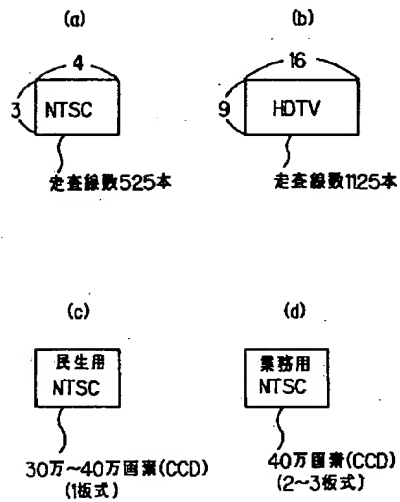 (a)
4
3
NTSC
走査線数525本
(b)
16
9
HDTV
走査線数1125本
(c)
民生用
NTSC
30万~40万画素(CCD)
(1板式)
(d)
業務用
NTSC
40万画素(CCD)
(2~3板式)